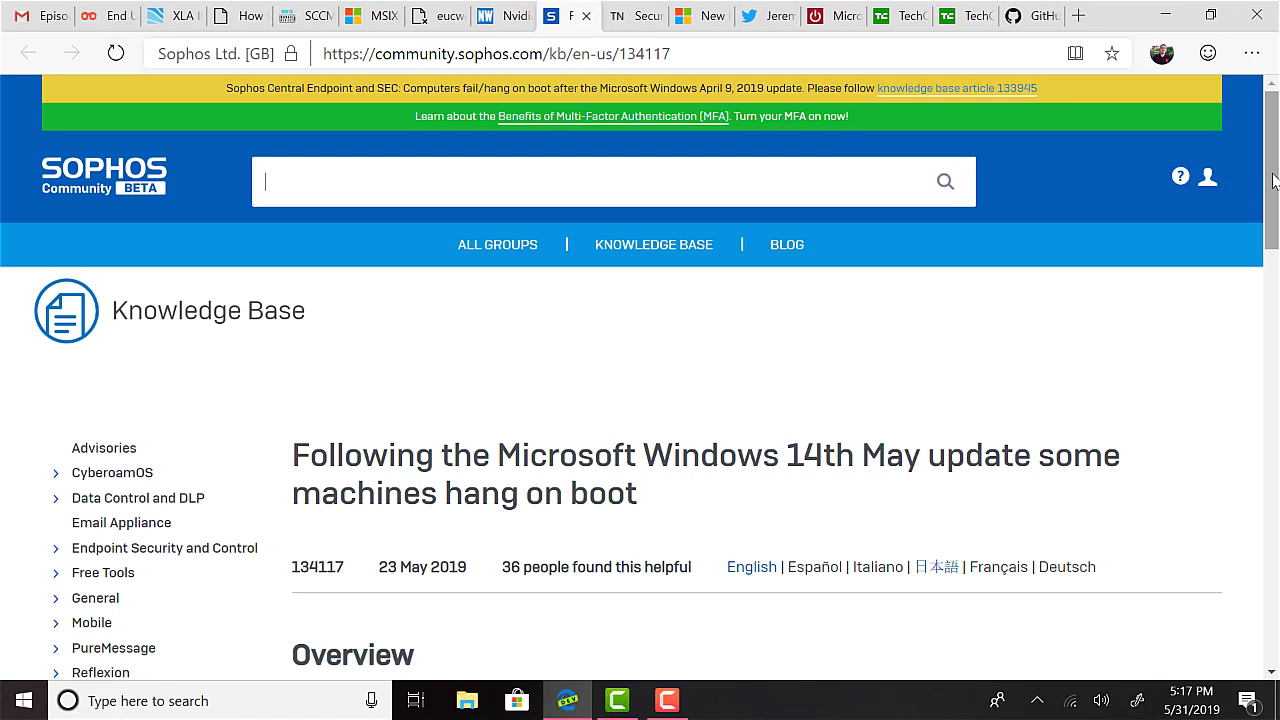 Episo
End U
XLA I
How
SCCM
MSIX
eucw
Nvidi
F
Secur
New
Jerem
Micro
TechC
TechC
GitHu
Sophos Ltd. [GB]
https://community.sophos.com/kb/en-us/134117
Sophos Central Endpoint and SEC: Computers fail/hang on boot after the Microsoft Windows April 9, 2019 update. Please follow knowledge base article 133945
Learn about the Benefits of Multi-Factor Authentication (MFA). Turn your MFA on now!
SOPHOS
Community BETA
ALL GROUPS | KNOWLEDGE BASE | BLOG
Knowledge Base
Advisories
CyberoamOS
Data Control and DLP
Email Appliance
Endpoint Security and Control
Free Tools
General
Mobile
PureMessage
Reflexion
Following the Microsoft Windows 14th May update some
machines hang on boot
134117 23 May 2019 36 people found this helpful English | Español | Italiano | 日本語 | Français | Deutsch
Overview
Type here to search
DEV
5:17 PM
5/31/2019
1